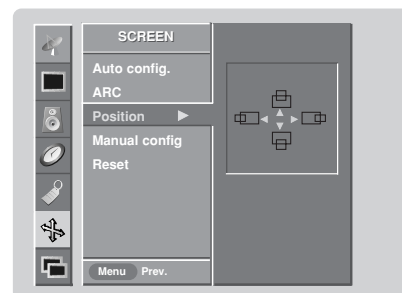 SCREEN
Auto config.
ARC
Position ►
Manual config
Reset
Menu Prev.